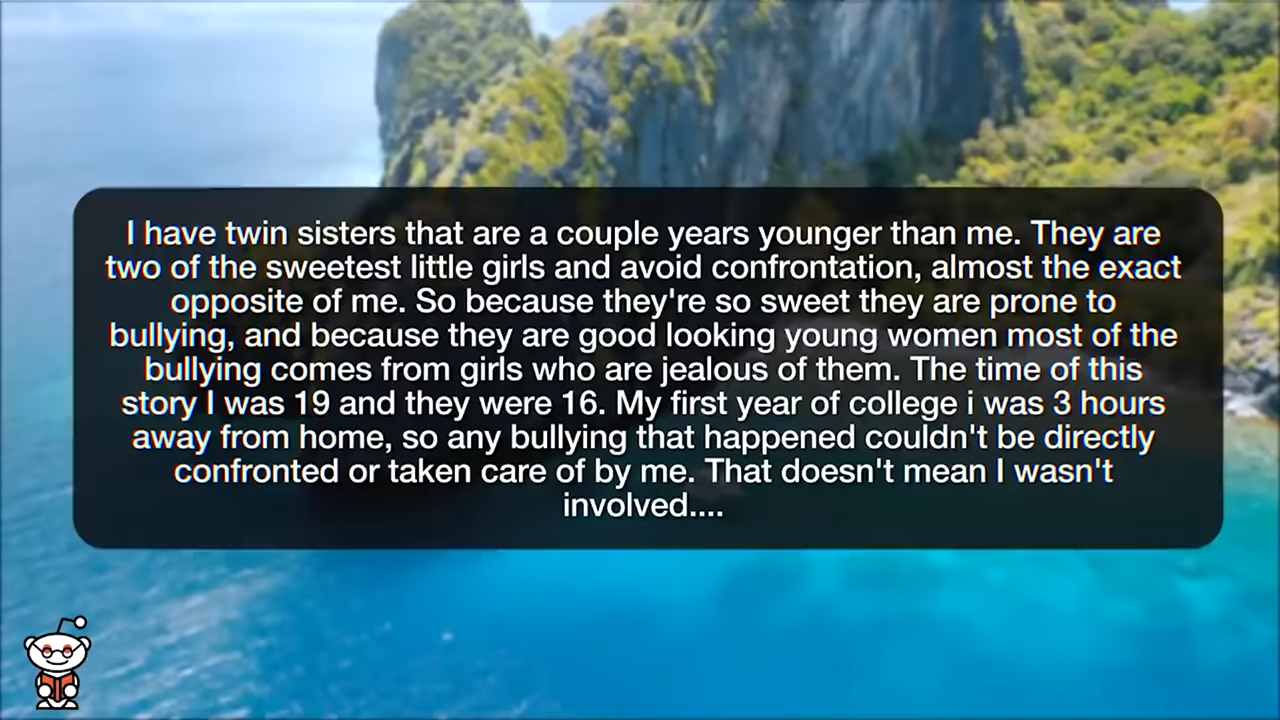 I have twin sisters that are a couple years younger than me. They are
two of the sweetest little girls and avoid confrontation, almost the exact
opposite of me. So because they're so sweet they are prone to
bullying, and because they are good looking young women most of the
bullying comes from girls who are jealous of them. The time of this
story I was 19 and they were 16. My first year of college i was 3 hours
away from home, so any bullying that happened couldn't be directly
confronted or taken care of by me. That doesn't mean I wasn't
involved....